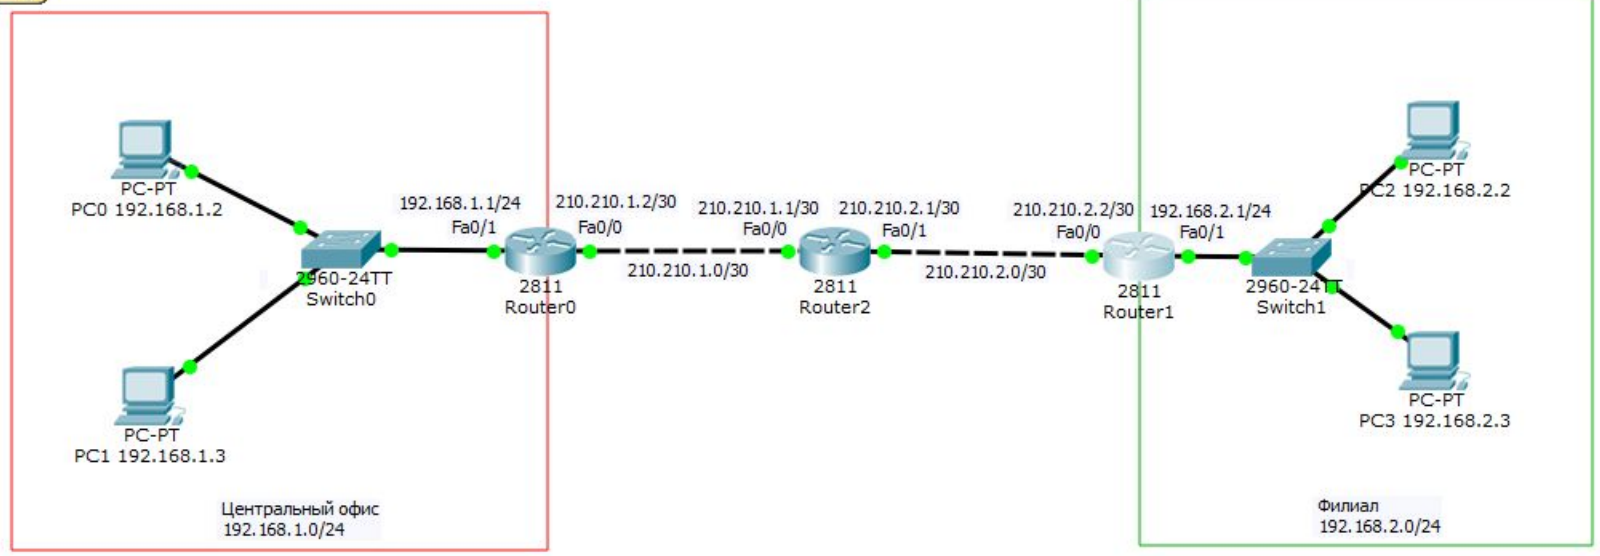 PC-PT
PC0 192.168.1.2
2960-24TT
Switch0
PC-PT
PC1 192.168.1.3
Центральный офис
192.168.1.0/24
192.168.1.1/24
Fa0/1
2811
Router0
210.210.1.2/30
Fa0/0
210.210.1.0/30
210.210.1.1/30
Fa0/0
2811
Router2
210.210.2.1/30
Fa0/1
210.210.2.0/30
210.210.2.2/30
Fa0/0
2811
Router1
192.168.2.1/24
Fa0/1
2960-24TT
Switch1
PC-PT
PC2 192.168.2.2
PC-PT
PC3 192.168.2.3
Филиал
192.168.2.0/24